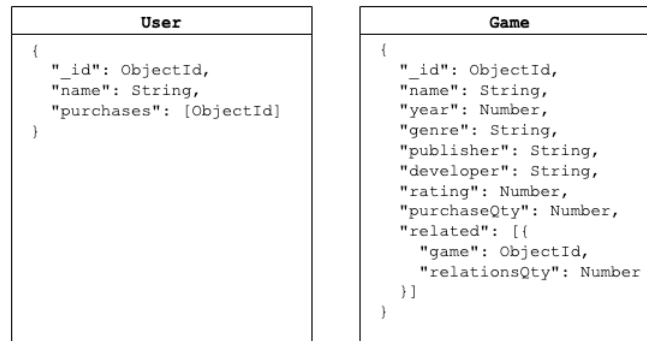 User
{
"_id": ObjectId,
"name": String,
"purchases": [ObjectId]
}
Game
{
"_id": ObjectId,
"name": String,
"year": Number,
"genre": String,
"publisher": String,
"developer": String,
"rating": Number,
"purchaseQty": Number,
"related": [{
"game": ObjectId,
"relationsQty": Number
}]
}